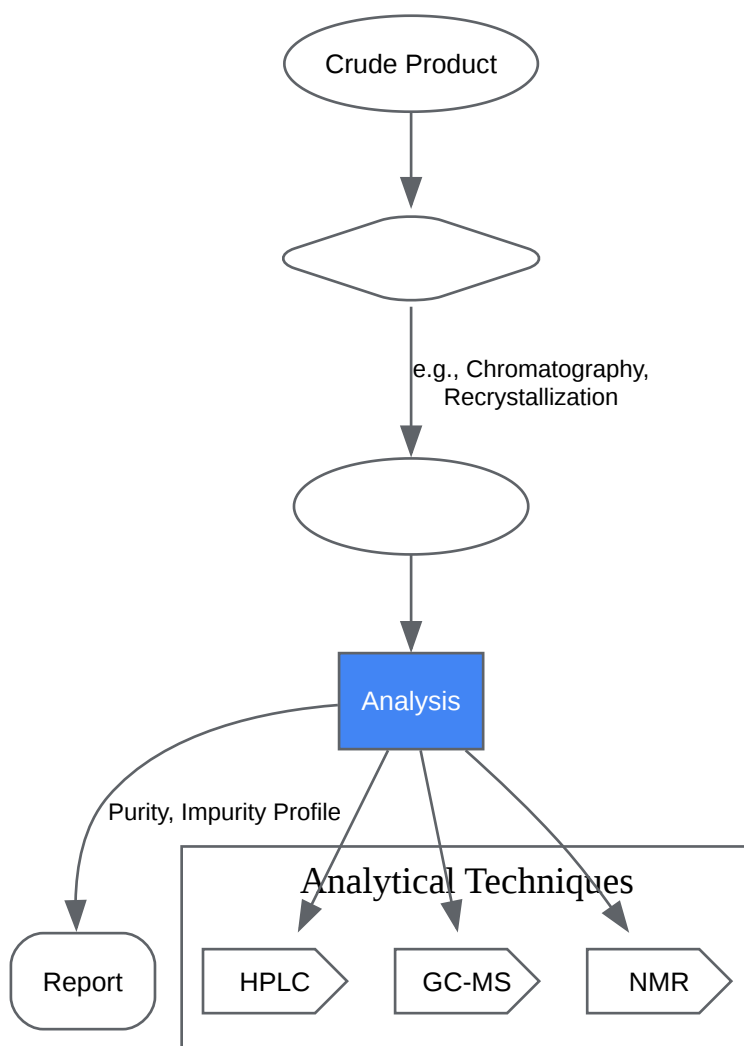 Crude Product
e.g., Chromatography,
Recrystallization
Analysis
Purity, Impurity Profile
Analytical Techniques
Report
HPLC
GC-MS
NMR